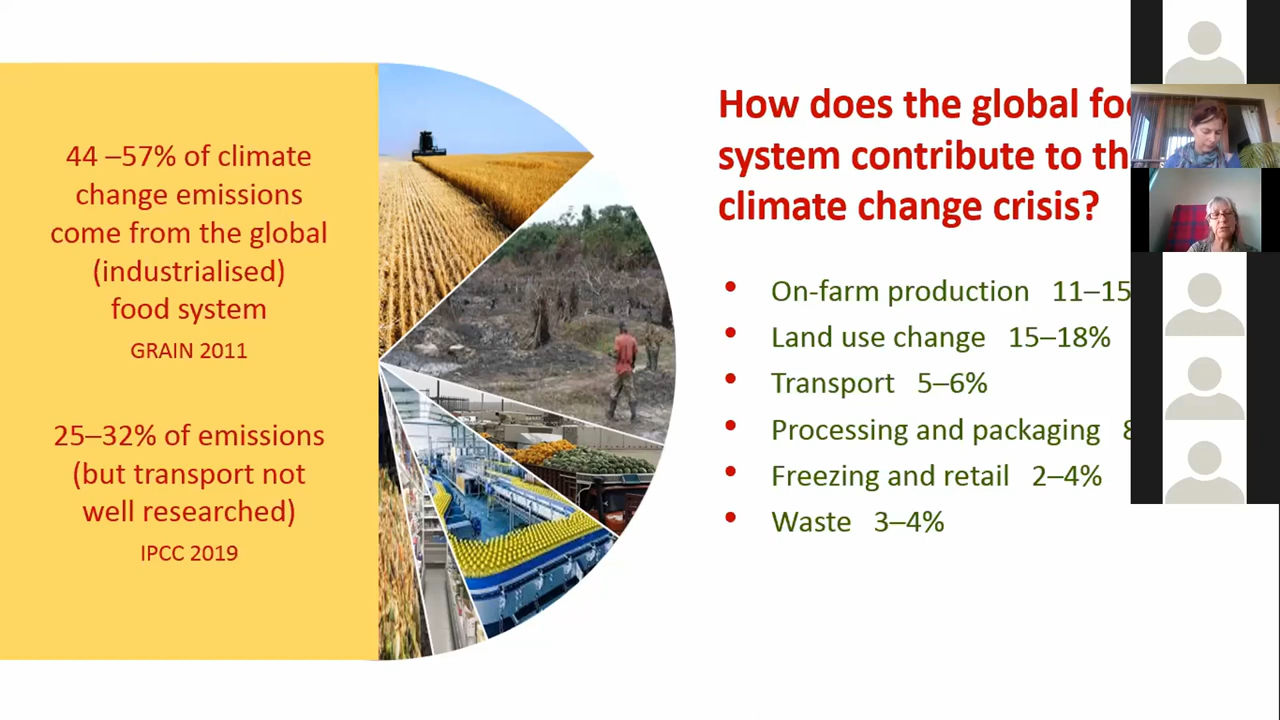 44 –57% of climate
change emissions
come from the global
(industrialised)
food system
GRAIN 2011
25–32% of emissions
(but transport not
well researched)
IPCC 2019
How does the global
system contribute to
climate change crisis?
• On-farm production 11–15
• Land use change 15–18%
• Transport 5–6%
• Processing and packaging
• Freezing and retail 2–4%
• Waste 3–4%